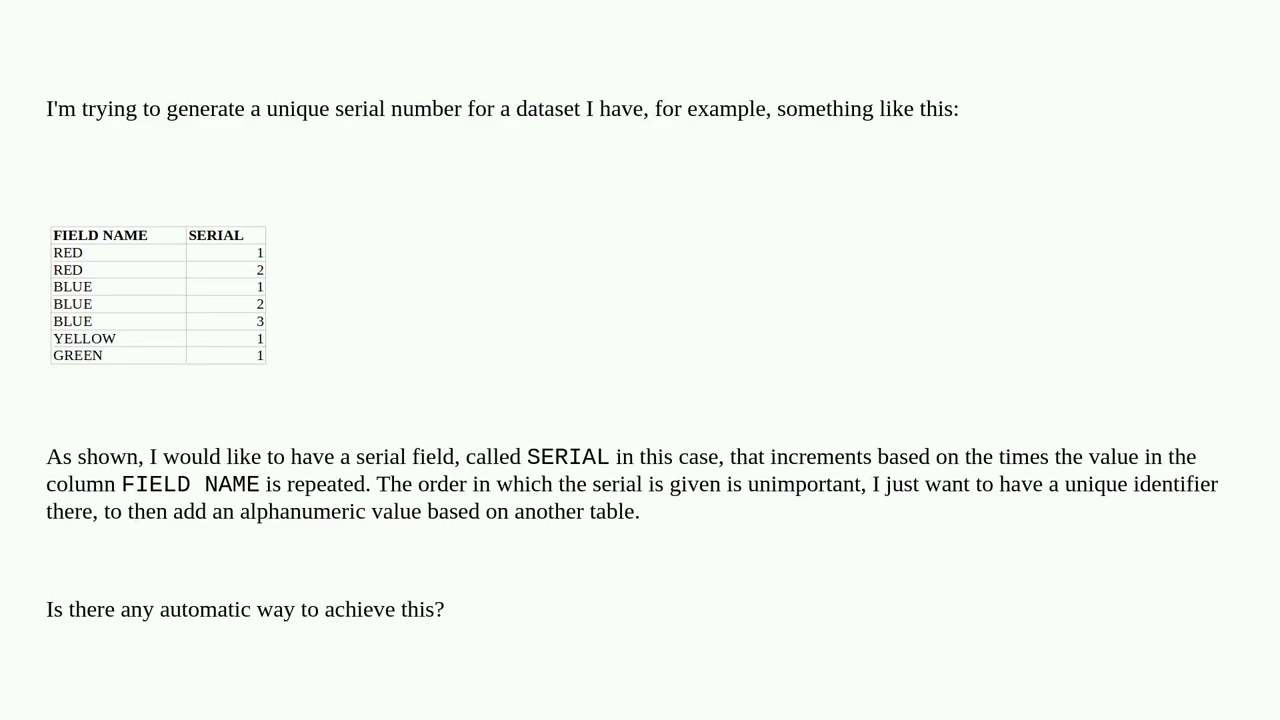 I'm trying to generate a unique serial number for a dataset I have, for example, something like this:
FIELD NAME SERIAL
RED 1
RED 2
BLUE 1
BLUE 2
BLUE 3
YELLOW 1
GREEN 1
As shown, I would like to have a serial field, called SERIAL in this case, that increments based on the times the value in the
column FIELD NAME is repeated. The order in which the serial is given is unimportant, I just want to have a unique identifier
there, to then add an alphanumeric value based on another table.
Is there any automatic way to achieve this?